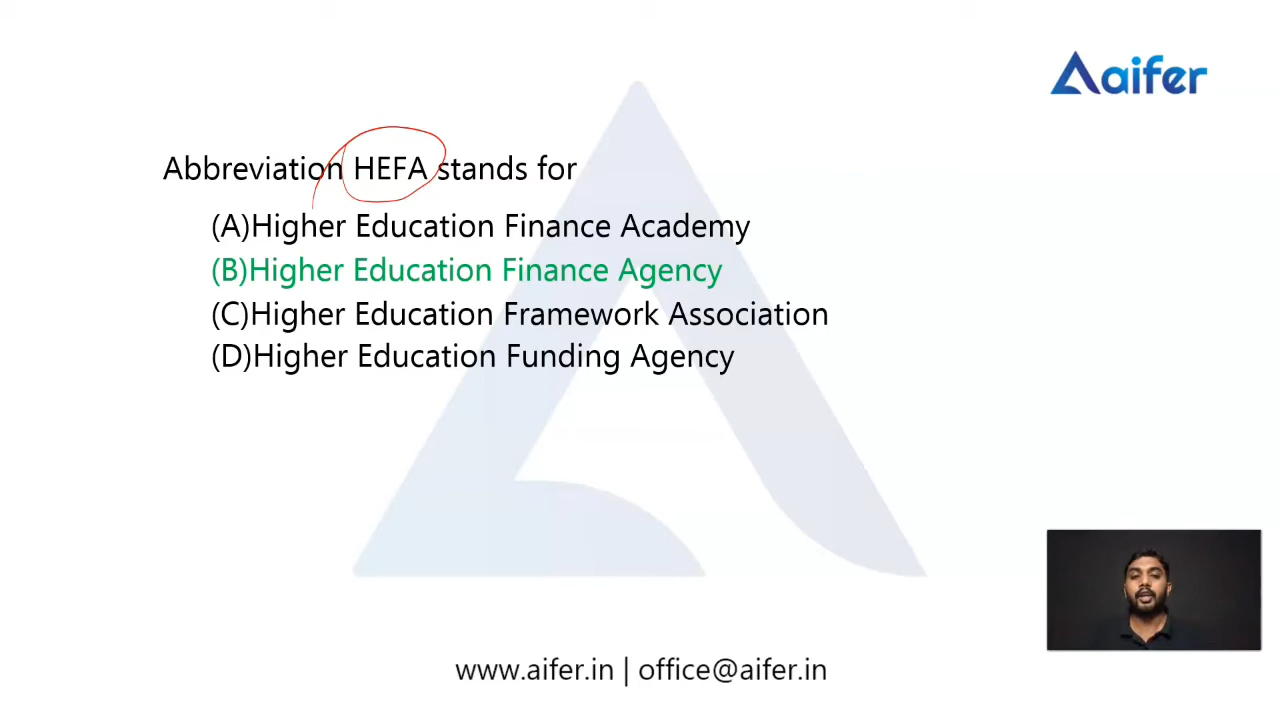 aifer
Abbreviation HEFA stands for
(A)Higher Education Finance Academy
(B)Higher Education Finance Agency
(C)Higher Education Framework Association
(D)Higher Education Funding Agency
www.aifer.in | office@aifer.in